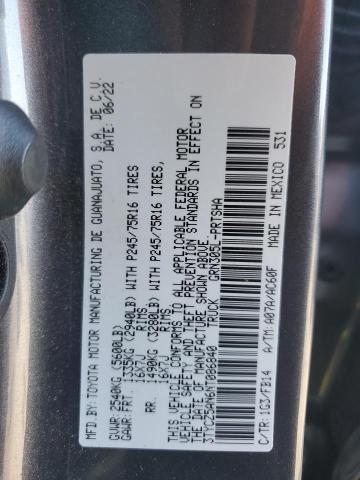 MFD.BY: TOYOTA MOTOR MANUFACTURING DE GUANAJUATO, S.A. DE C.V.
DATE: 06/22
GVWR: 2540KG (5600LB)
GAWR:FRT. 1335KG (2940LB) WITH P245/75R16 TIRES
16X7J RIMS
RR. 1490KG (3280LB) WITH P245/75R16 TIRES,
16X7J RIMS
THIS VEHICLE CONFORMS TO ALL APPLICABLE FEDERAL MOTOR
VEHICLE SAFETY AND THEFT PREVENTION STANDARDS IN EFFECT ON
THE DATE OF MANUFACTURE SHOWN ABOVE.
3TYCZ5AN6NT086840 TRUCK GRN305L-PRTSMA
C/TR:1G3/FB14 A/TM:A07A/AC60F MADE IN MEXICO 531